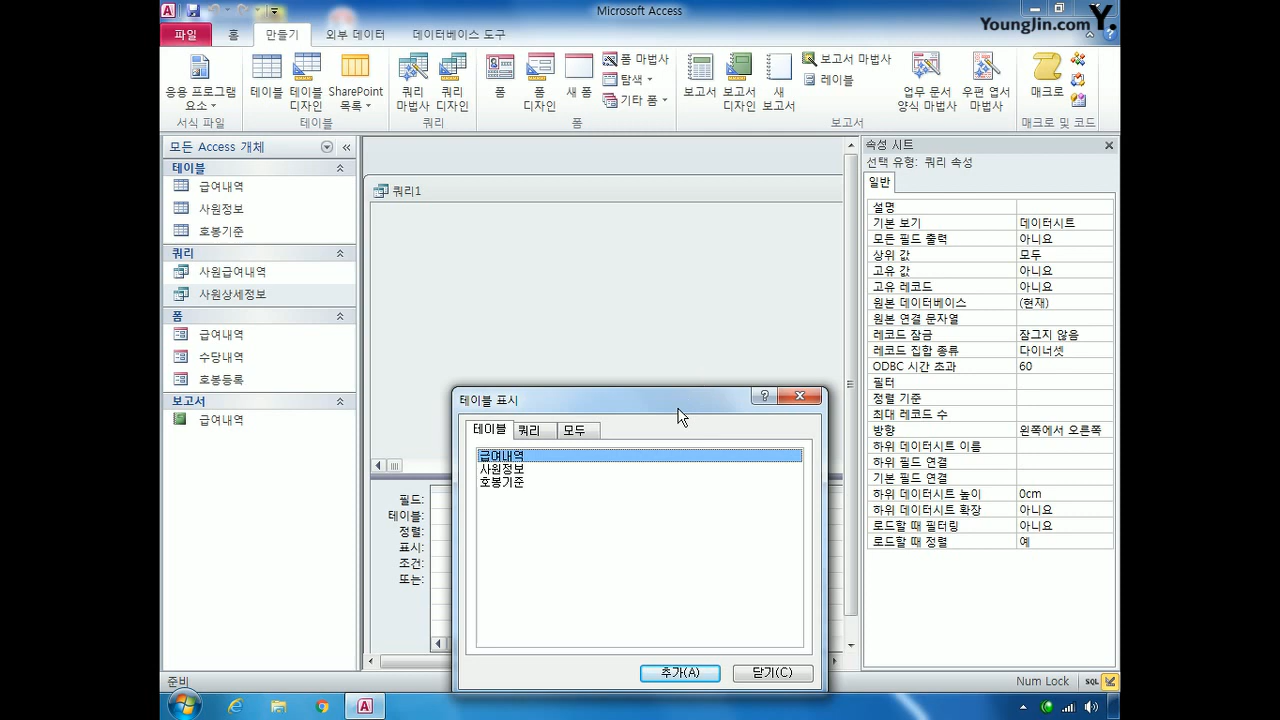 Microsoft Access
Younglin.com Y.
파일 홈 만들기 외부 데이터 데이터베이스 도구
응용 프로그램 요소
서식 파일
테이블
테이블 디자인
SharePoint 목록
테이블
쿼리 마법사
쿼리 디자인
쿼리
폼
폼 디자인
새 폼
폼 마법사
탐색
기타 폼
폼
보고서
보고서 디자인
새 보고서
보고서 마법사
레이블
업무 문서 양식 마법사
우편 엽서 마법사
보고서
매크로
매크로 및 코드
모든 Access 개체
테이블
급여내역
사원정보
호봉기준
쿼리
사원급여내역
사원상세정보
폼
급여내역
수당내역
호봉등록
보고서
급여내역
쿼리1
필드:
테이블:
정렬:
표시:
조건:
또는:
테이블 표시
테이블 쿼리 모두
급여내역
사원정보
호봉기준
추가(A) 닫기(C)
속성 시트
선택 유형: 쿼리 속성
일반
설명
기본 보기 데이터시트
모든 필드 출력 아니요
상위 값 모두
고유 값 아니요
고유 레코드 아니요
원본 데이터베이스 (현재)
원본 연결 문자열
레코드 잠금 잠그지 않음
레코드 집합 종류 다이너셋
ODBC 시간 초과 60
필터
정렬 기준
최대 레코드 수
방향 왼쪽에서 오른쪽
하위 데이터시트 이름
하위 필드 연결
기본 필드 연결
하위 데이터시트 높이 0cm
하위 데이터시트 확장 아니요
로드할 때 필터링 아니요
로드할 때 정렬 예
준비
Num Lock SQL